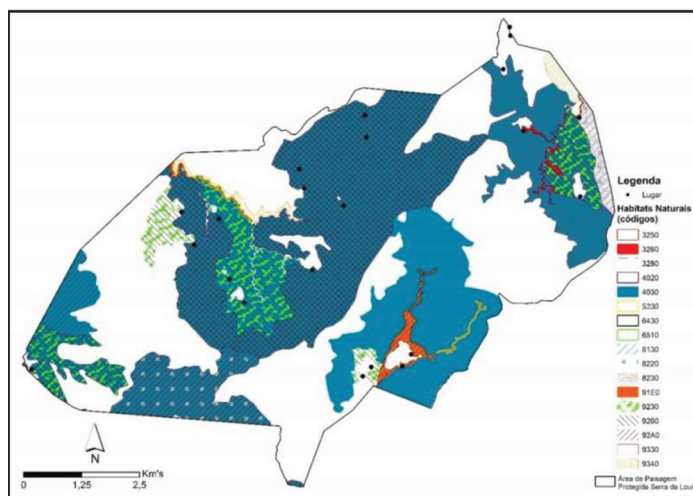 Legenda
Lugar
Habitats Naturais
(códigos)
3250
3260
3280
4020
4030
5230
6430
6510
8130
8220
8230
91E0
9230
9260
92A0
9330
9340
Área de Paisagem
Protegida Serra da Lous
N
Km's
0 1,25 2,5